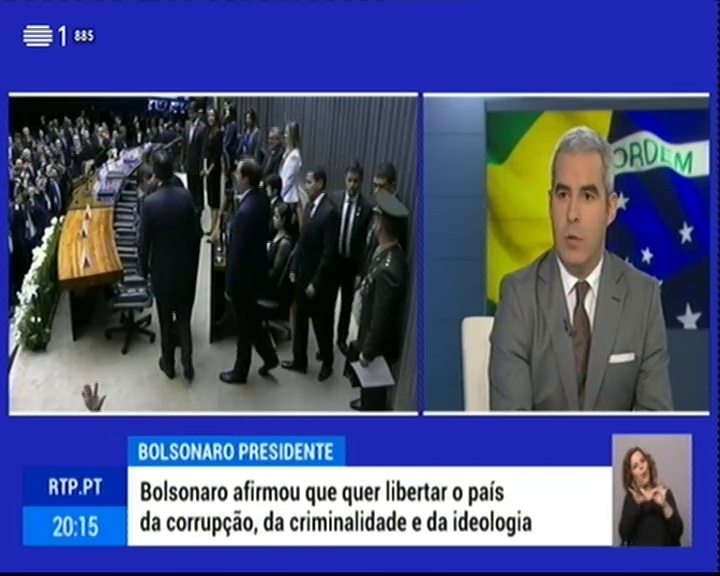 1 885
ORDEM
BOLSONARO PRESIDENTE
RTP.PT
Bolsonaro afirmou que quer libertar o país
20:15
da corrupção, da criminalidade e da ideologia